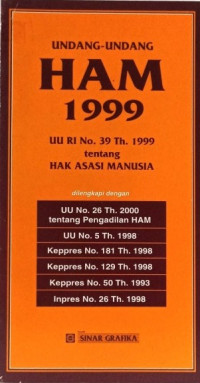 UNDANG-UNDANG
HAM
1999
UU RI No. 39 Th. 1999
tentang
HAK ASASI MANUSIA
dilengkapi dengan
UU No. 26 Th. 2000
tentang Pengadilan HAM
UU No. 5 Th. 1998
Keppres No. 181 Th. 1998
Keppres No. 129 Th. 1998
Keppres No. 50 Th. 1993
Inpres No. 26 Th. 1998
SINAR GRAFIKA